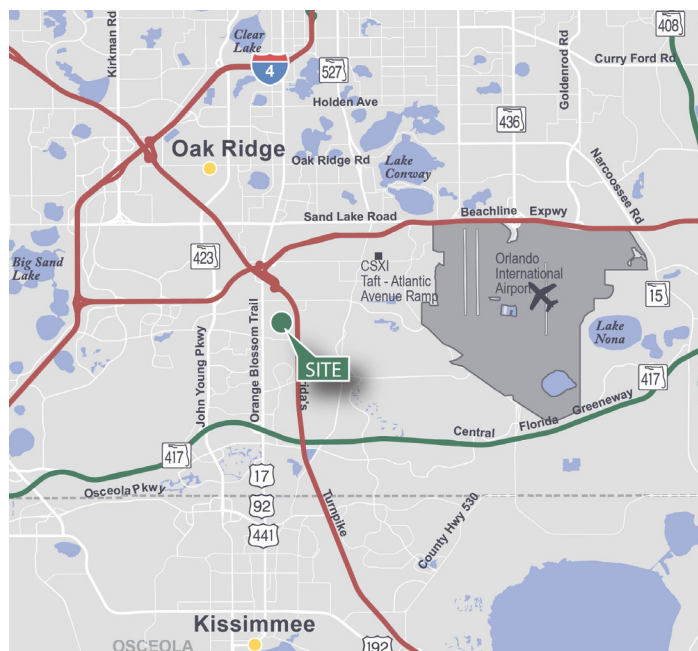 Kirkman Rd
Clear
Lake
4
527
408
Curry Ford Rd
Goldenrod Rd
Holden Ave
436
Oak Ridge
Oak Ridge Rd
Lake
Conway
Narcoossee Rd
Sand Lake Road
Beachline Expwy
423
Big Sand
Lake
CSXI
Taft - Atlantic
Avenue Ramp
Orlando
International
Airport
15
Lake
Nona
John Young Pkwy
Orange Blossom Trail
SITE
ida's
417
Central Florida Greeneway
417
Osceola Pkwy
17
92
441
Turnpike
County Hwy 530
Kissimmee
OSCEOLA
192